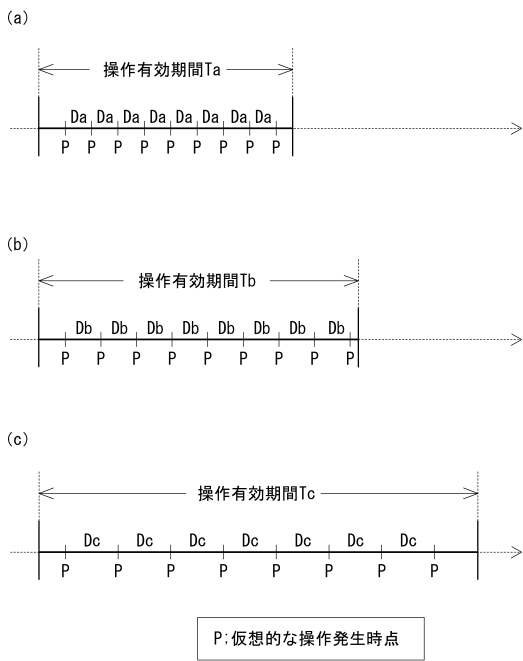 (a)
操作有効期間Ta
Da Da Da Da Da Da Da Da
P P P P P P P P P
(b)
操作有効期間Tb
Db Db Db Db Db Db Db Db
P P P P P P P P P
(c)
操作有効期間Tc
Dc Dc Dc Dc Dc Dc Dc
P P P P P P P P
P;仮想的な操作発生時点